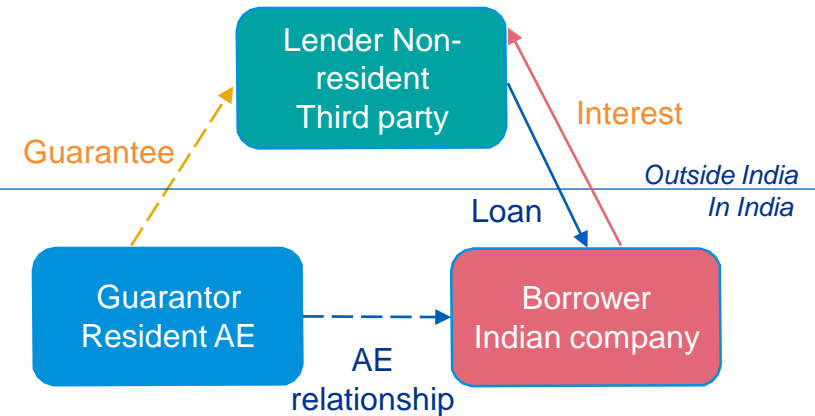 Lender Non-
resident
Third party
Guarantee
Interest
Outside India
In India
Loan
Guarantor
Resident AE
Borrower
Indian company
AE
relationship